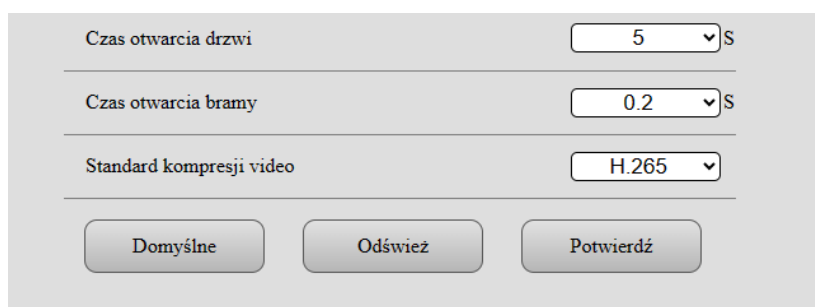 Czas otwarcia drzwi 5 S
Czas otwarcia bramy 0.2 S
Standard kompresji video H.265
Domyślne Odśwież Potwierdź